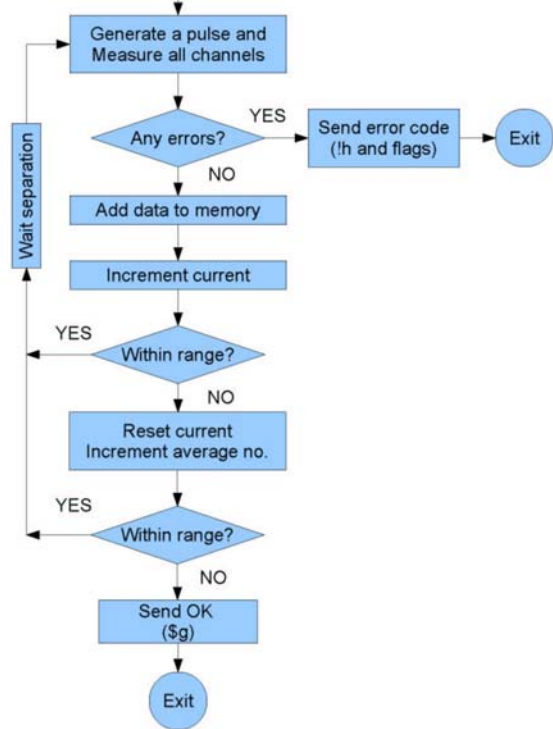 Generate a pulse and
Measure all channels
YES
Any errors?
Send error code
(!h and flags)
Exit
NO
Wait separation
Add data to memory
Increment current
YES
Within range?
NO
Reset current
Increment average no.
YES
Within range?
NO
Send OK
($g)
Exit